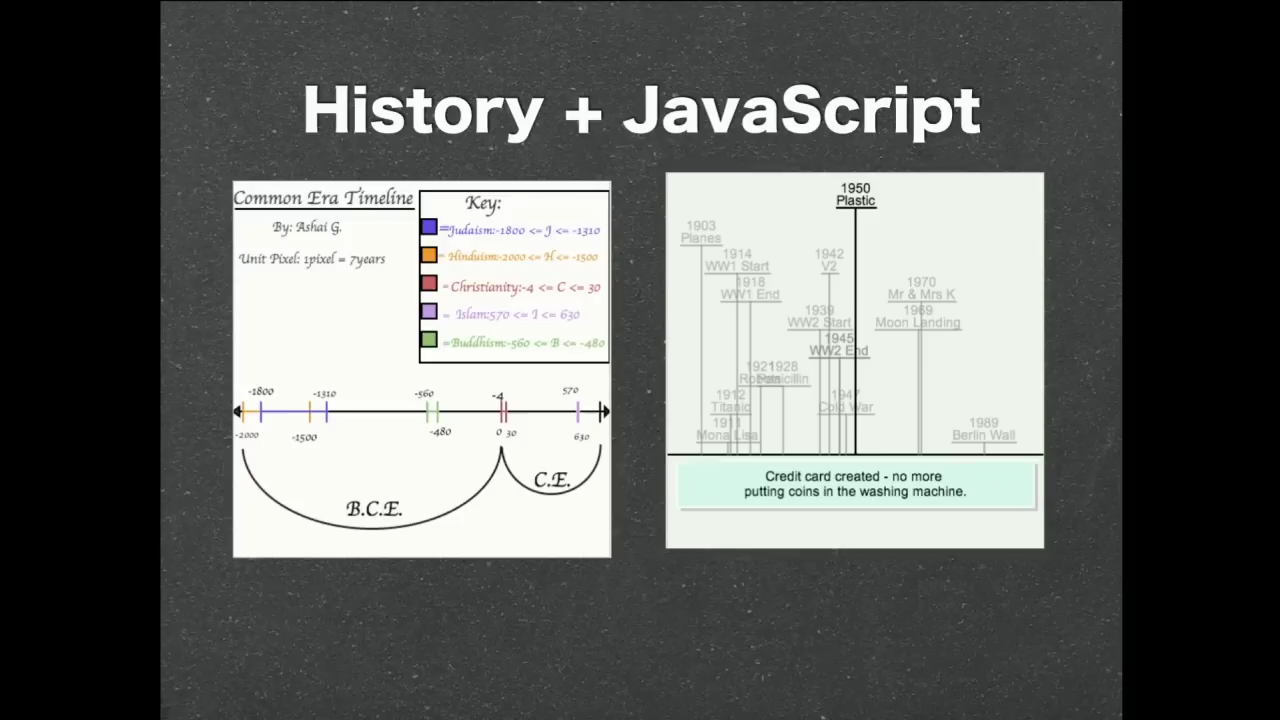 History + JavaScript
Common Era Timeline
By: Ashai G.
Unit Pixel: 1pixel = 7years
Key:
=Judaism:-1800 <= J <= -1310
= Hinduism:-2000 <= H <= -1500
= Christianity:-4 <= C <= 30
= Islam:570 <= I <= 630
=Buddhism:-560 <= B <= -480
-1800
-1310
-560
-4
570
-2000
-1500
-480
0
30
630
B.C.E.
C.E.
1950
Plastic
1903
Planes
1914
WW1 Start
1942
V2
1918
WW1 End
1970
Mr & Mrs K
1939
WW2 Start
1969
Moon Landing
1945
WW2 End
1921
1928
1912
Titanic
1947
Cold War
1911
Mona Lisa
1989
Berlin Wall
Credit card created - no more
putting coins in the washing machine.